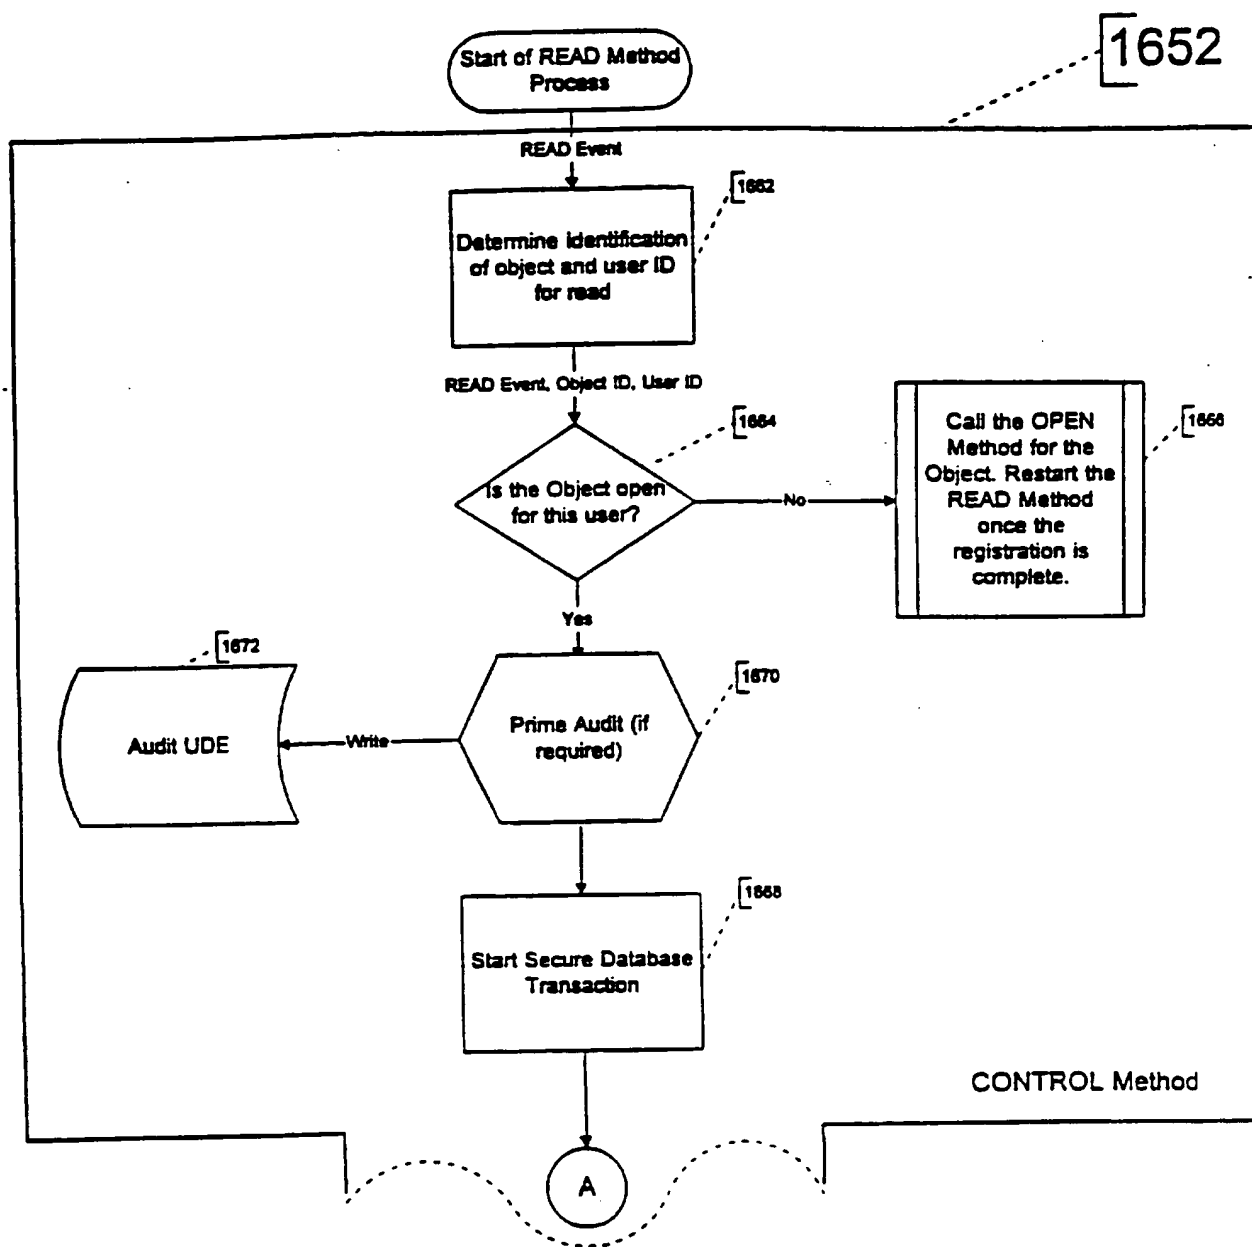 1652
Start of READ Method
Process
READ Event
1662
Determine identification
of object and user ID
for read
READ Event, Object ID, User ID
1664
Is the Object open
for this user?
No
Call the OPEN
Method for the
Object. Restart the
READ Method
once the
registration is
complete.
1666
Yes
1672
Audit UDE
Write
Prime Audit (if
required)
1670
1668
Start Secure Database
Transaction
CONTROL Method
A